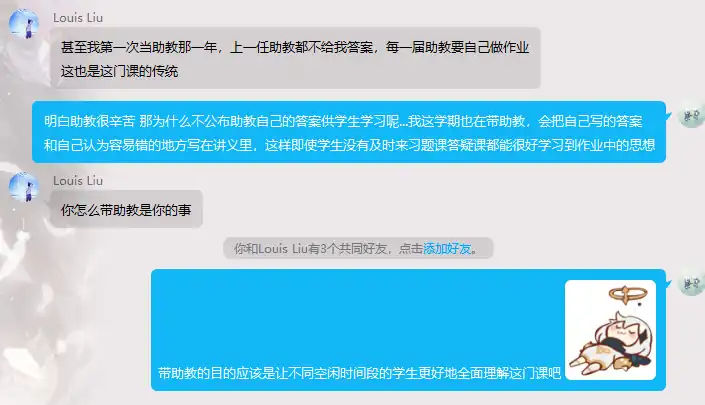 Louis Liu
甚至我第一次当助教那一年，上一任助教都不给我答案，每一届助教要自己做作业
这也是这门课的传统
明白助教很辛苦 那为什么不公布助教自己的答案供学生学习呢...我这学期也在带助教，会把自己写的答案
和自己认为容易错的地方写在讲义里，这样即使学生没有及时来习题课答疑课都能很好学习到作业中的思想
Louis Liu
你怎么带助教是你的事
你和Louis Liu有3个共同好友，点击添加好友。
带助教的目的应该是让不同空闲时间段的学生更好地全面理解这门课吧